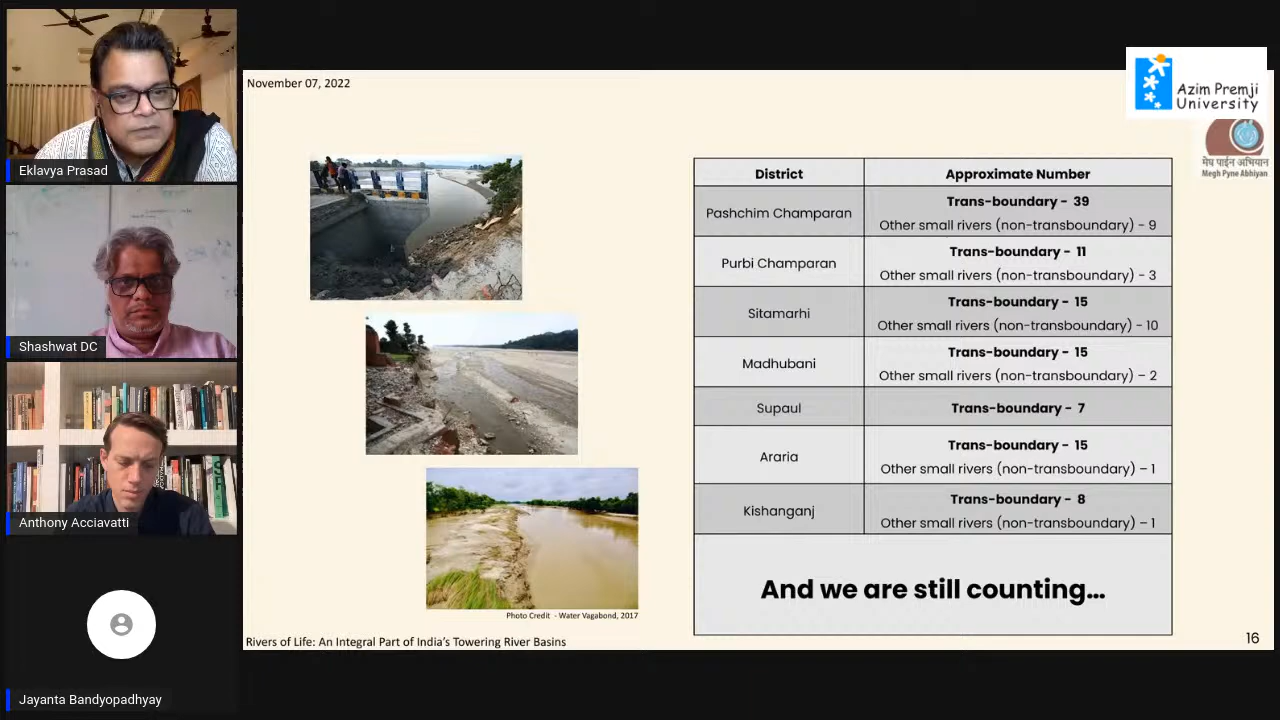 Eklavya Prasad
Shashwat DC
Anthony Acciavatti
Jayanta Bandyopadhyay
November 07, 2022
Azim Premji
University
मेघ पाईन अभियान
Megh Pyne Abhiyan
District Approximate Number
Pashchim Champaran
Trans-boundary - 39
Other small rivers (non-transboundary) - 9
Purbi Champaran
Trans-boundary - 11
Other small rivers (non-transboundary) - 3
Sitamarhi
Trans-boundary - 15
Other small rivers (non-transboundary) - 10
Madhubani
Trans-boundary - 15
Other small rivers (non-transboundary) – 2
Supaul
Trans-boundary - 7
Araria
Trans-boundary - 15
Other small rivers (non-transboundary) – 1
Kishanganj
Trans-boundary - 8
Other small rivers (non-transboundary) – 1
And we are still counting...
Photo Credit - Water Vagabond, 2017
Rivers of Life: An Integral Part of India's Towering River Basins
16